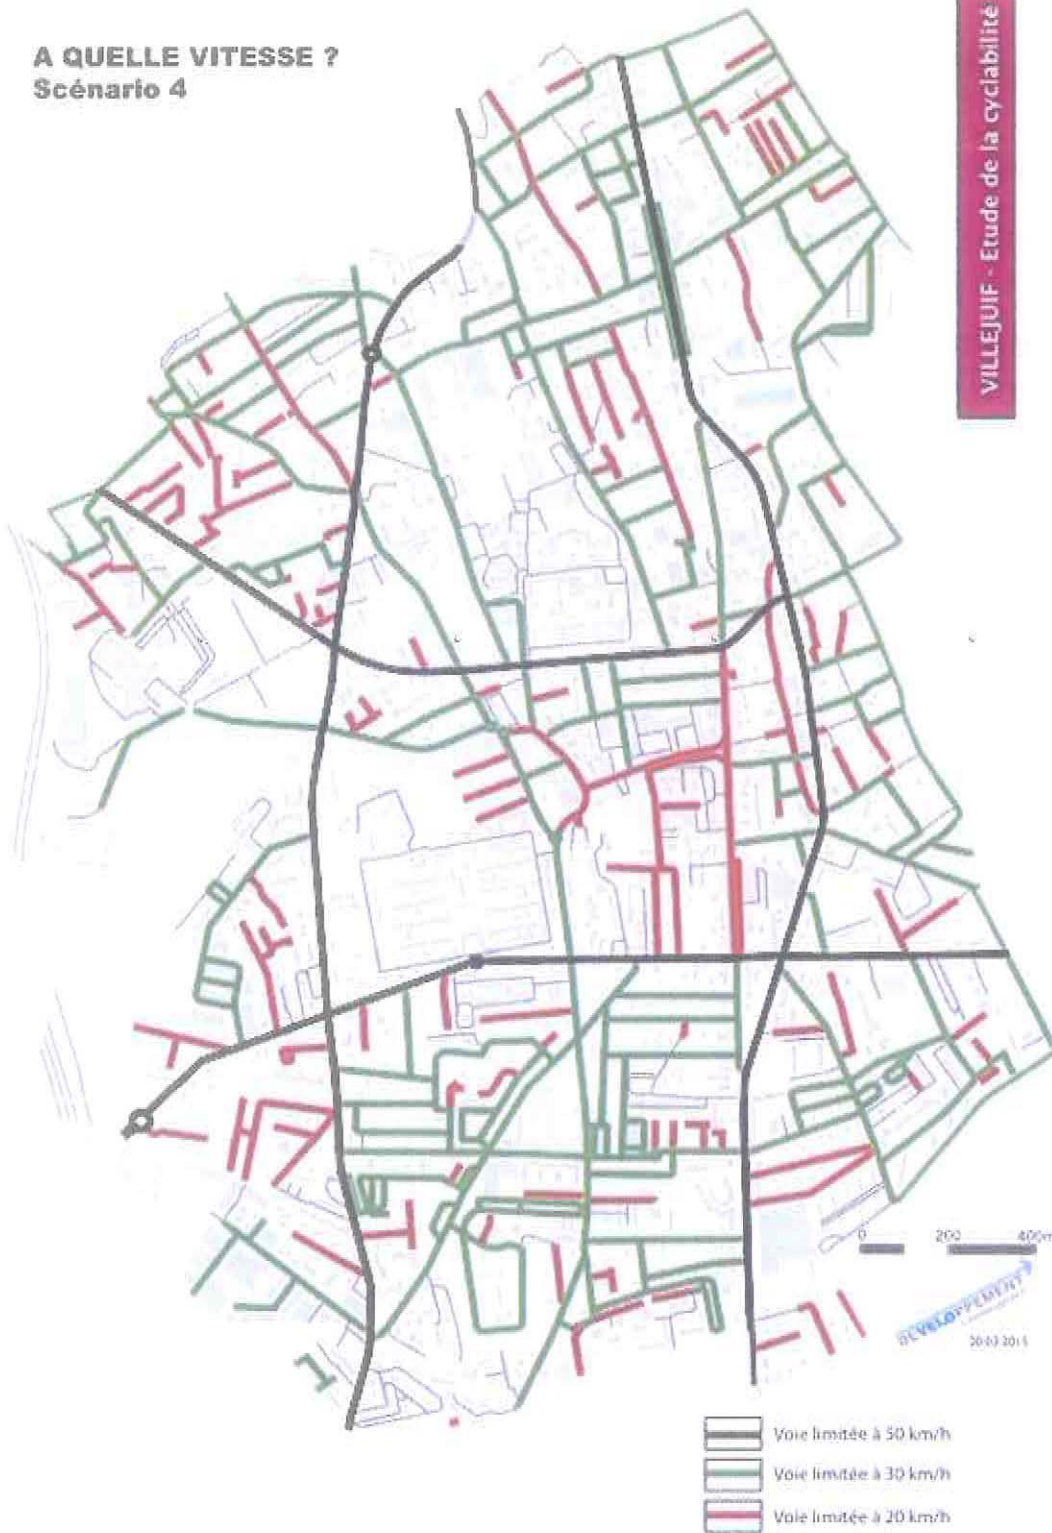 A QUELLE VITESSE ?
Scénario 4
VILLEJUIF - Etude de la cyclabilité
0 200 400m
DEVELOPPEMENT
Voie limitée à 50 km/h
Voie limitée à 30 km/h
Voie limitée à 20 km/h